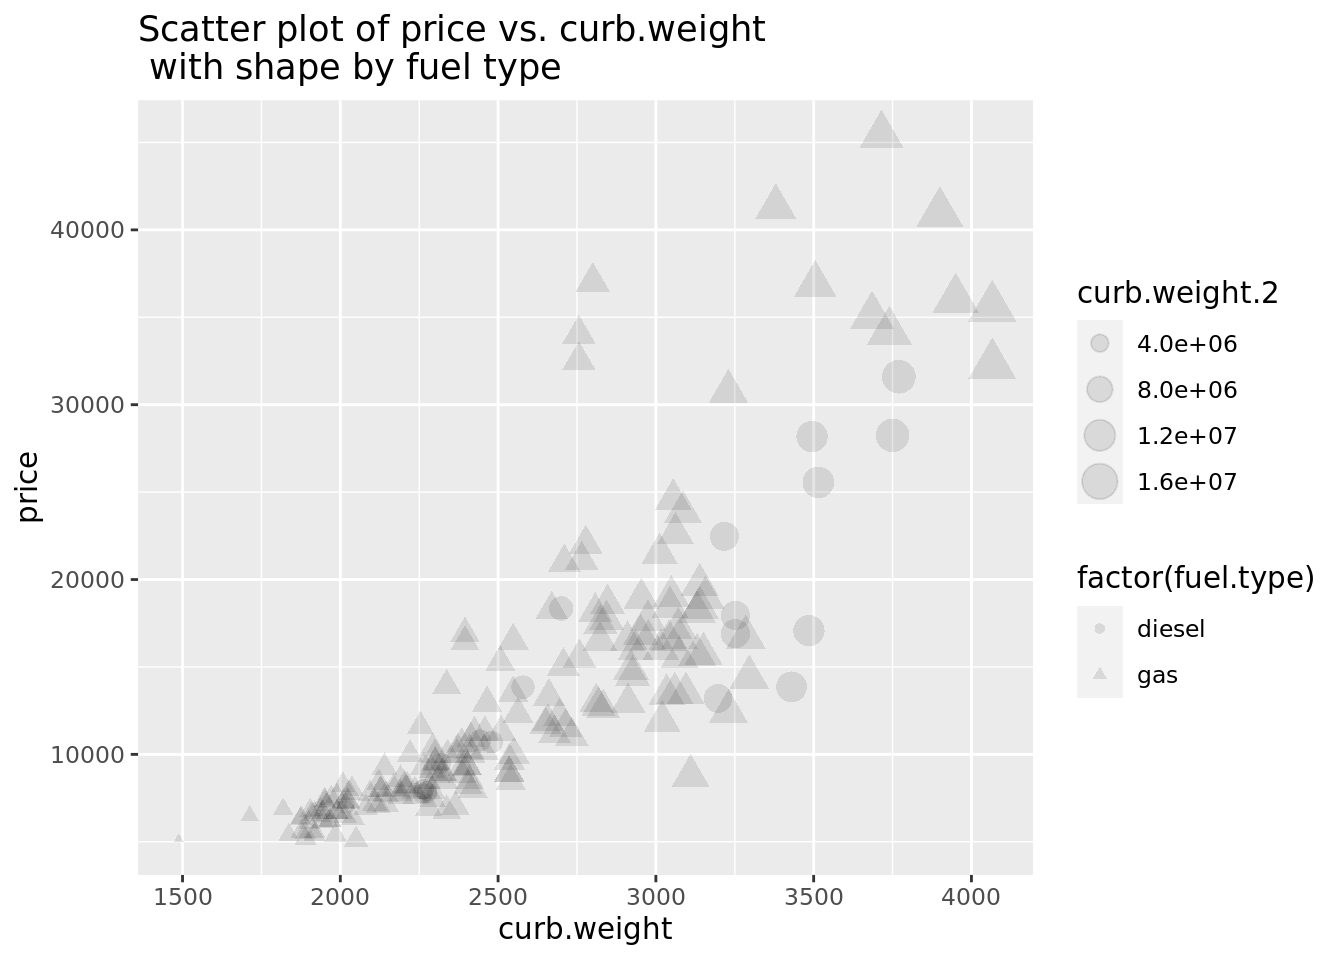 Scatter plot of price vs. curb.weight
with shape by fuel type
price
40000
30000
20000
10000
1500
2000
2500
3000
3500
4000
curb.weight
curb.weight.2
4.0e+06
8.0e+06
1.2e+07
1.6e+07
factor(fuel.type)
diesel
gas